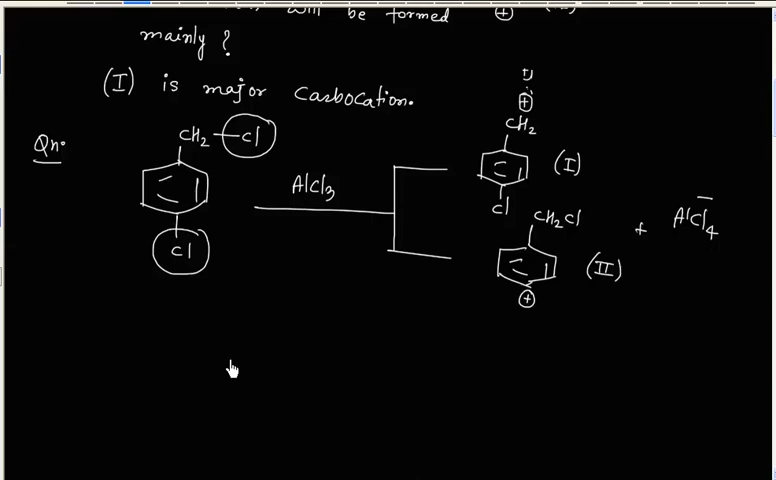 will be formed ⊕
mainly ?
(I) is major Carbocation.
Qn.
CH2 — Cl
Cl
AlCl3
⊕
CH2
(I)
Cl
CH2Cl
(II)
⊕
+ AlCl4⁻